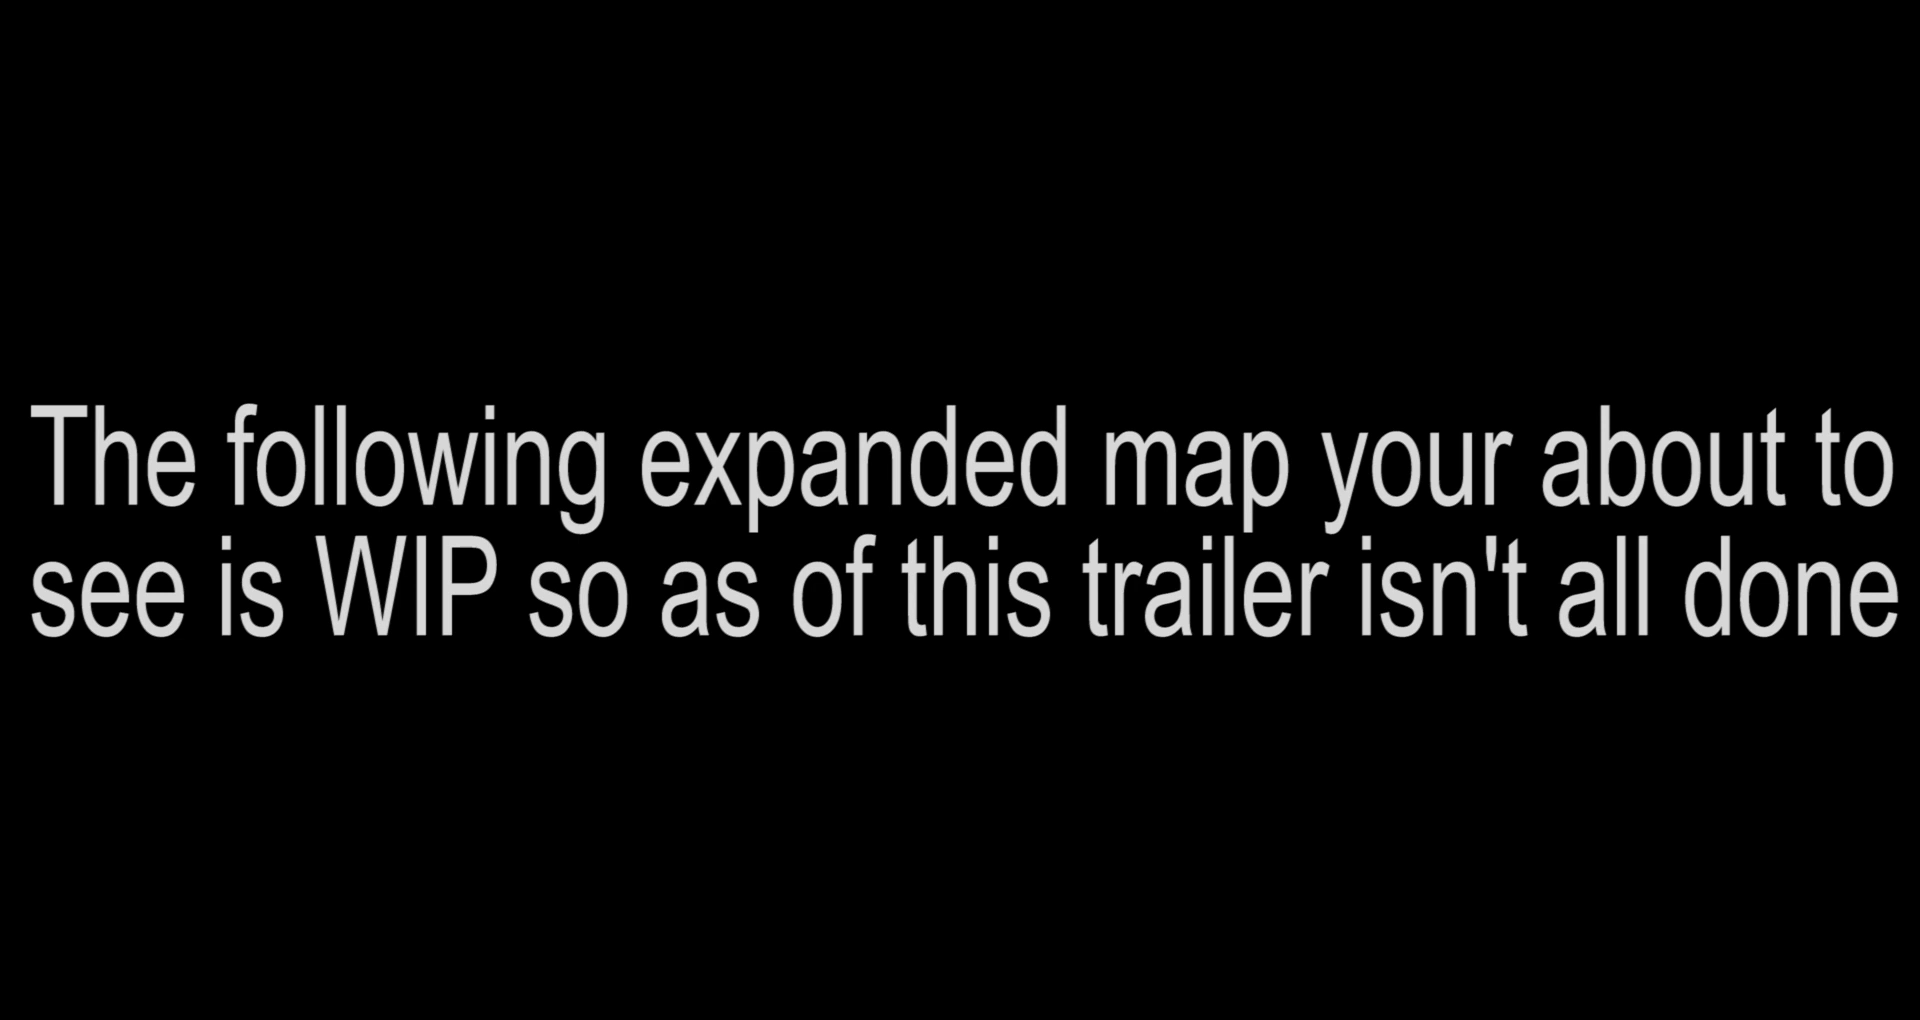 The following expanded map your about to
see is WIP so as of this trailer isn't all done